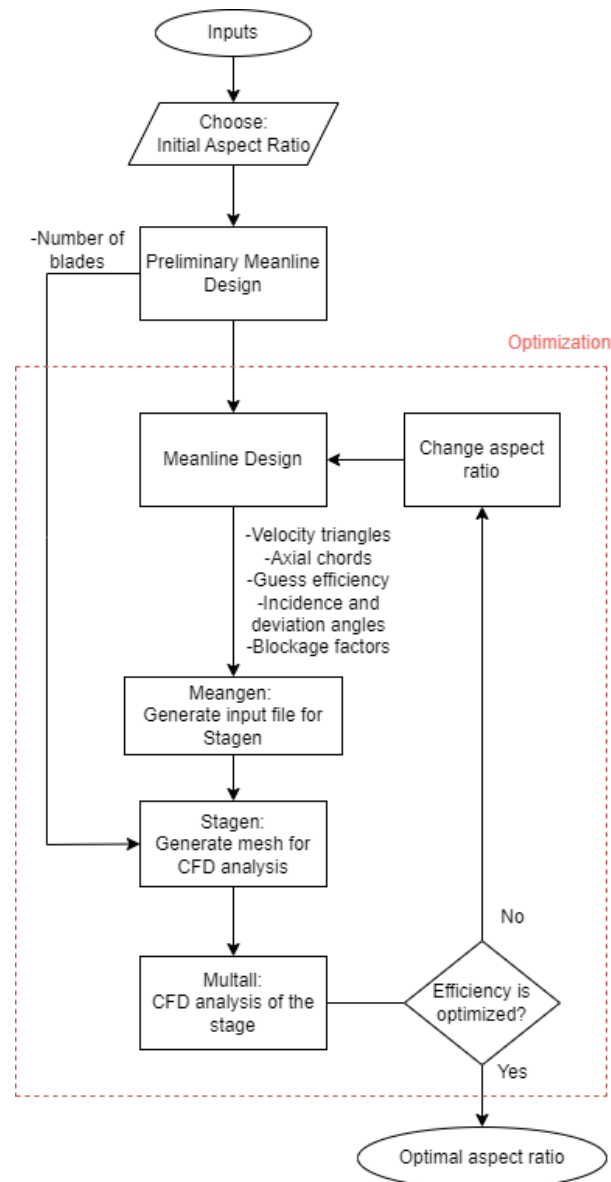 Inputs
Choose:
Initial Aspect Ratio
-Number of
blades
Preliminary Meanline
Design
Optimization
Meanline Design
Change aspect
ratio
-Velocity triangles
-Axial chords
-Guess efficiency
-Incidence and
deviation angles
-Blockage factors
Meangen:
Generate input file for
Stagen
Stagen:
Generate mesh for
CFD analysis
No
Multall:
CFD analysis of the
stage
Efficiency is
optimized?
Yes
Optimal aspect ratio